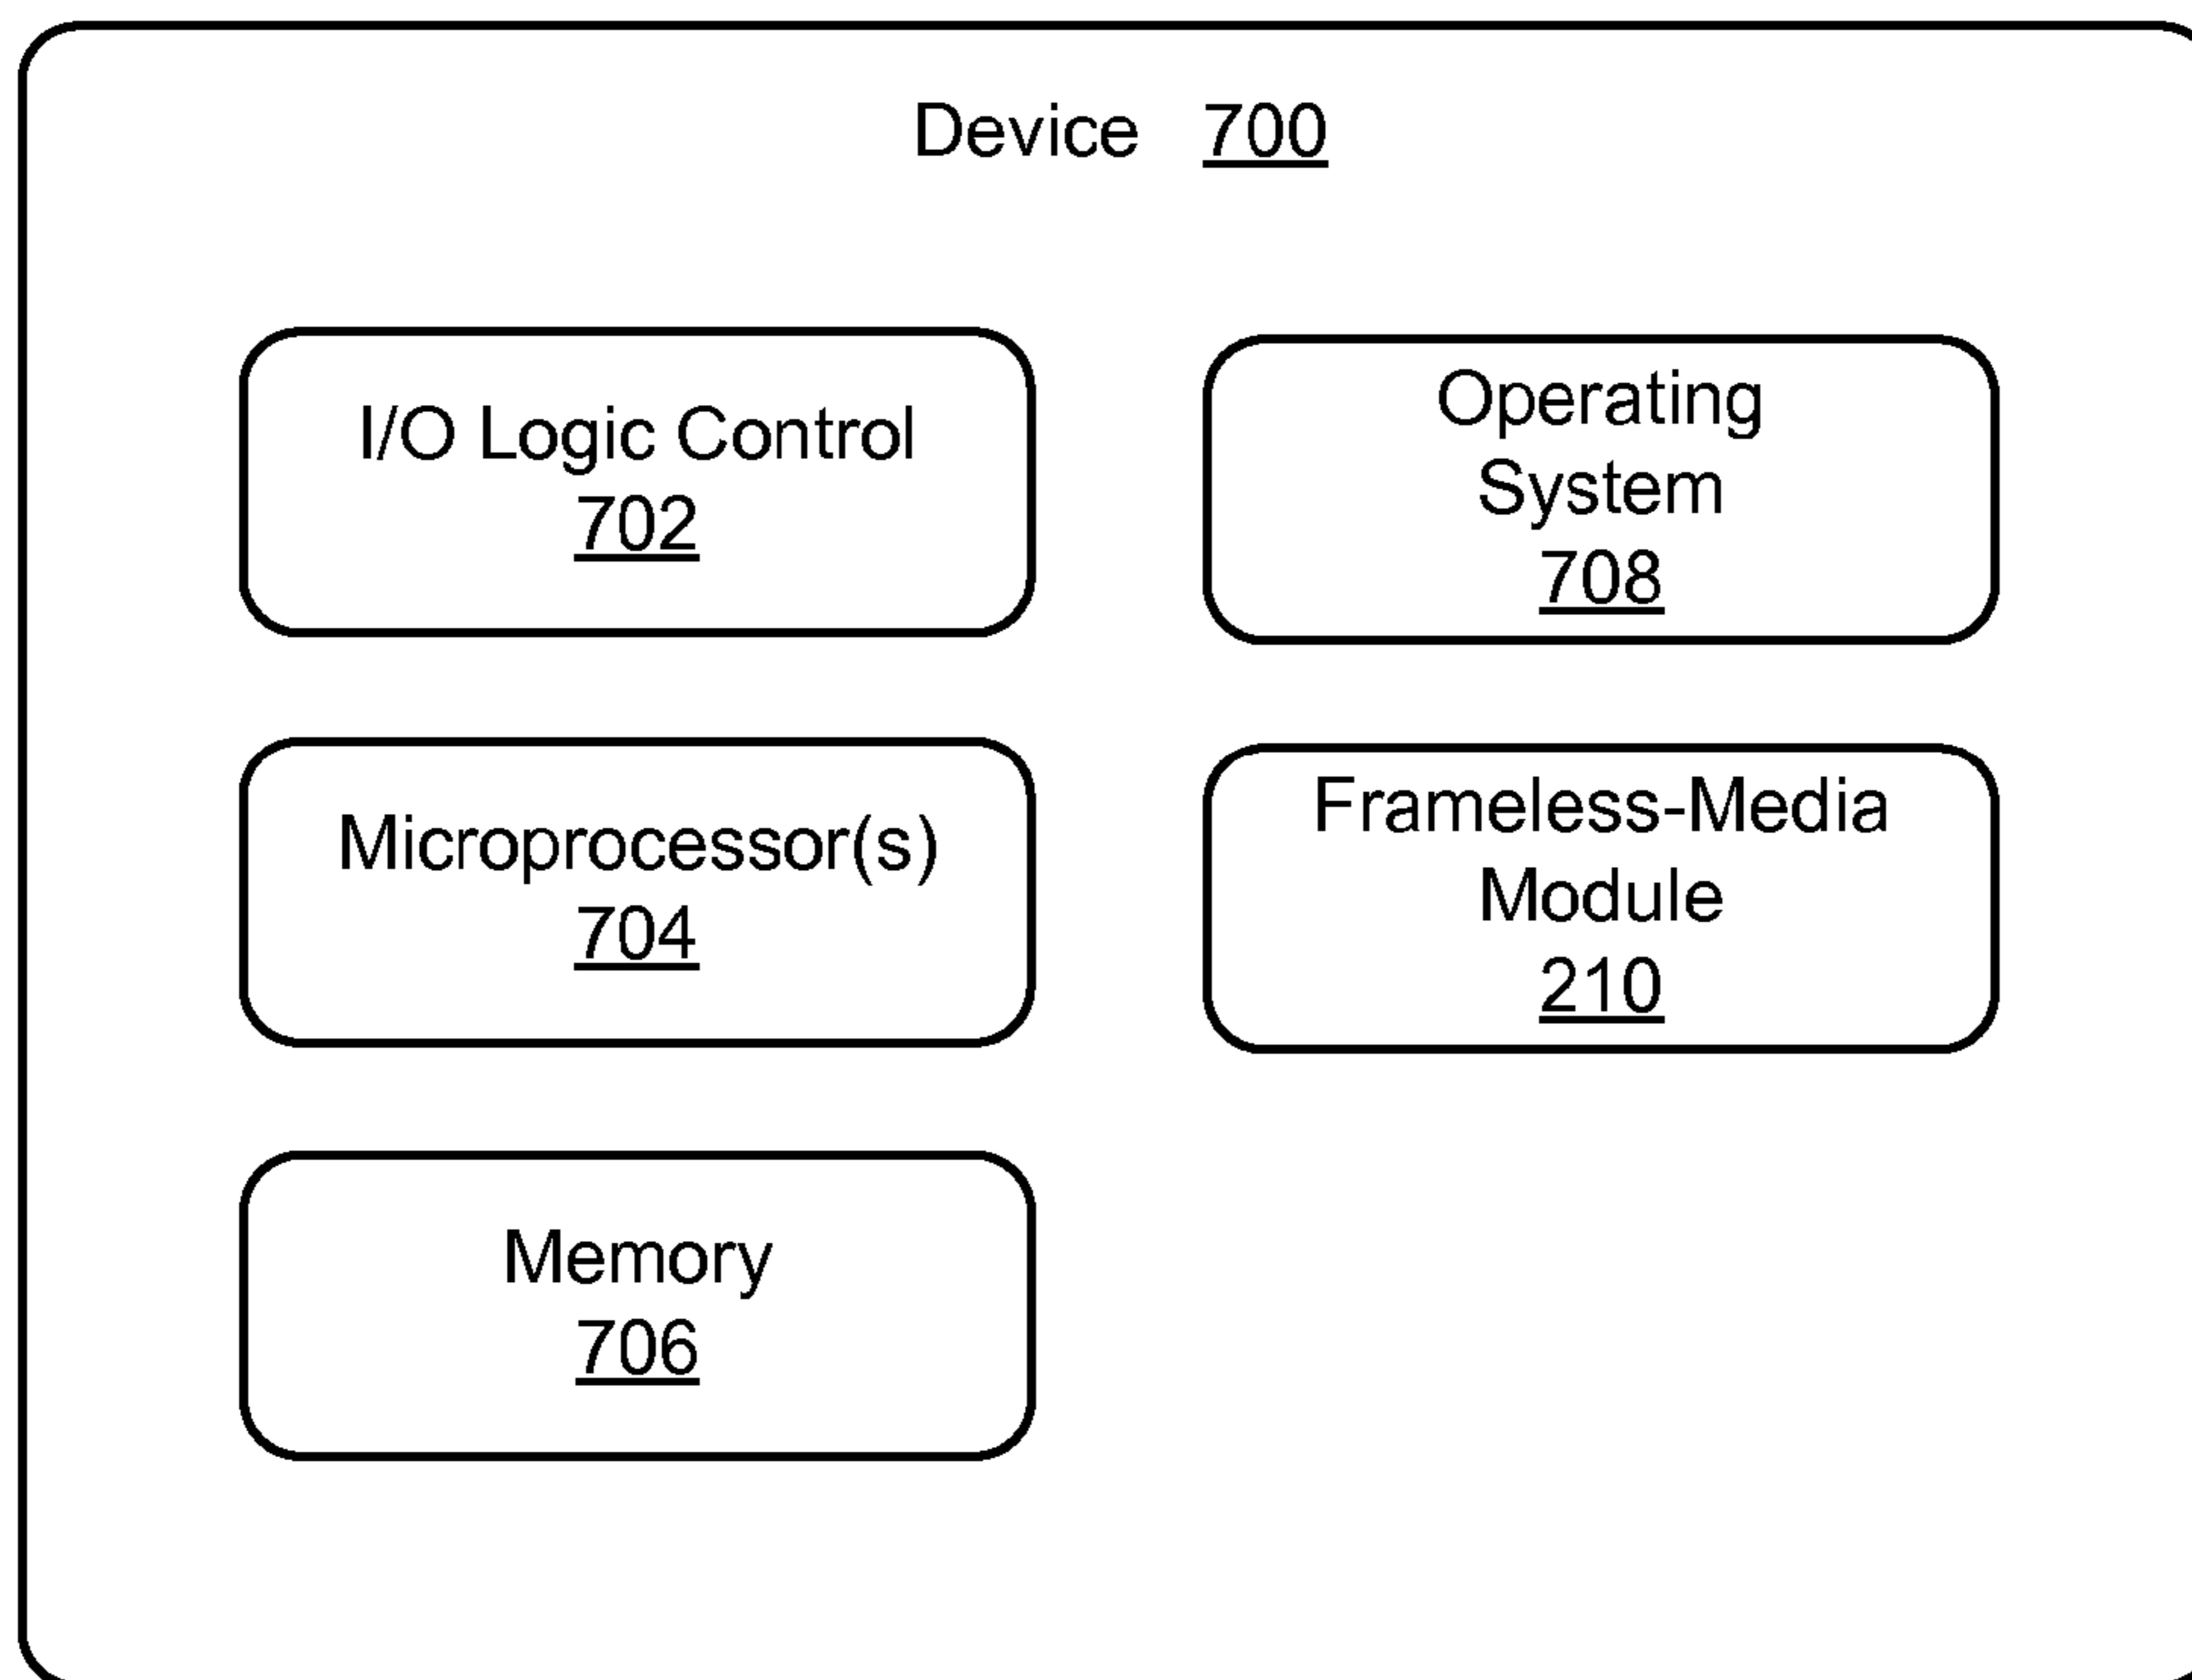 Device 700
I/O Logic Control
702
Operating
System
708
Microprocessor(s)
704
Frameless-Media
Module
210
Memory
706